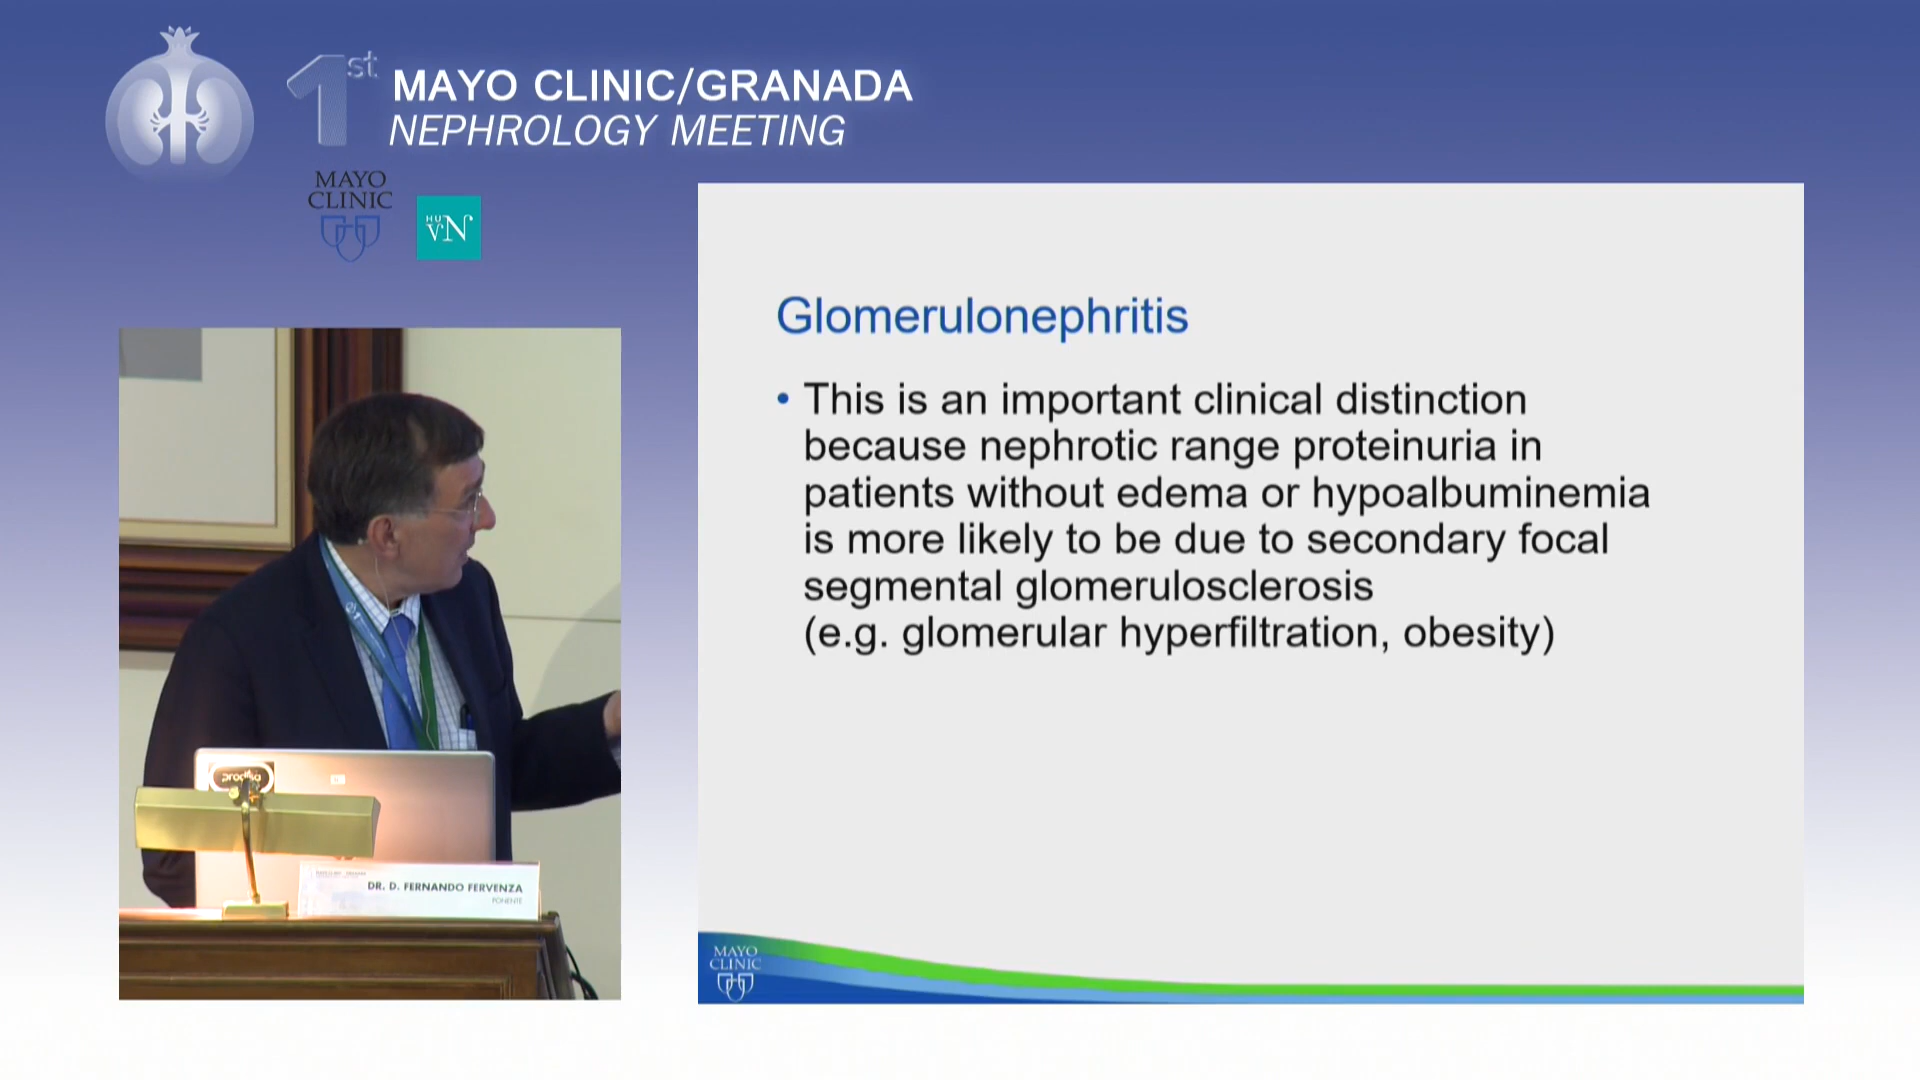 1st MAYO CLINIC/GRANADA
NEPHROLOGY MEETING
MAYO
CLINIC
HU
VN
Glomerulonephritis
• This is an important clinical distinction
because nephrotic range proteinuria in
patients without edema or hypoalbuminemia
is more likely to be due to secondary focal
segmental glomerulosclerosis
(e.g. glomerular hyperfiltration, obesity)
DR. D. FERNANDO FERVENZA
PONENTE
MAYO
CLINIC